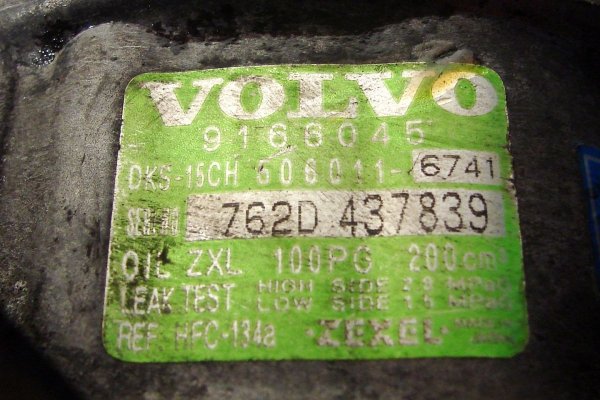 VOLVO
9166045
DKS-15CH 506011-6741
SER.NO 762D 437839
OIL ZXL 100PG 200cm³
LEAK TEST HIGH SIDE 2.9 MPaG
LOW SIDE 1.5 MPaG
REF HFC-134a ·ZEXEL·